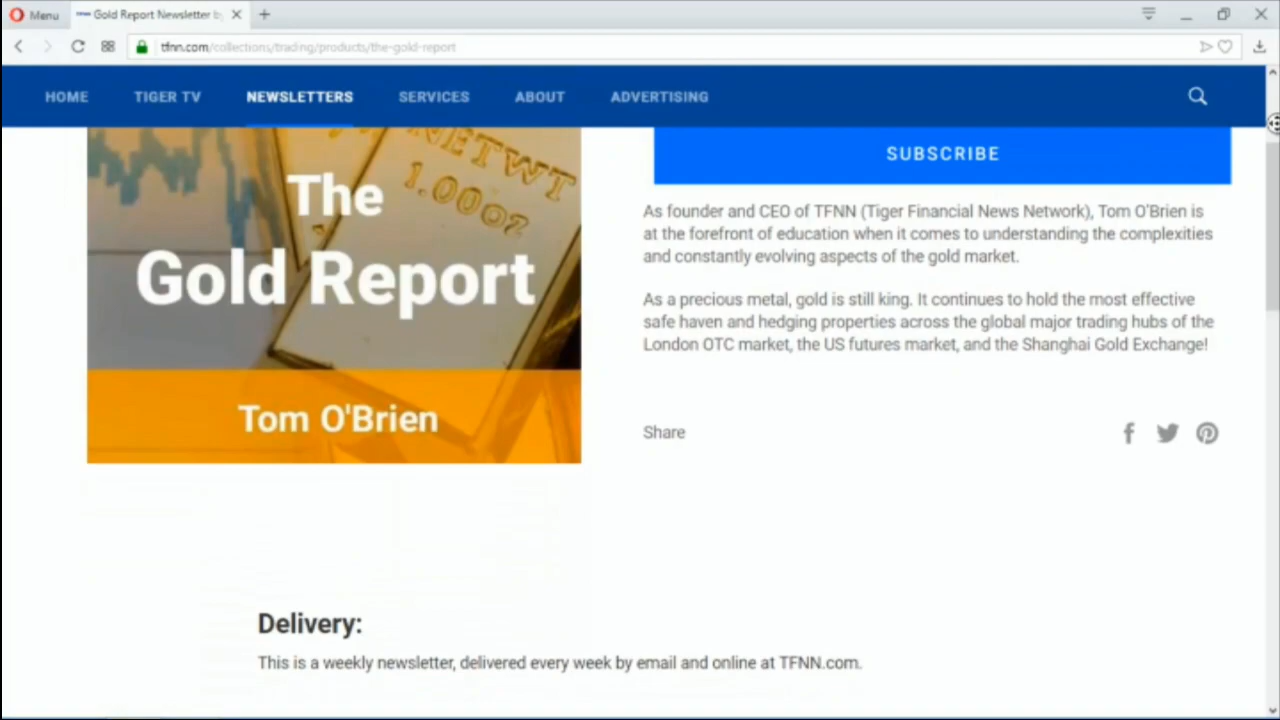 Menu
Gold Report Newsletter b
tfnn.com/collections/trading/products/the-gold-report
HOME
TIGER TV
NEWSLETTERS
SERVICES
ABOUT
ADVERTISING
NETWT
1.00oz
The
Gold Report
Tom O'Brien
SUBSCRIBE
As founder and CEO of TFNN (Tiger Financial News Network), Tom O'Brien is
at the forefront of education when it comes to understanding the complexities
and constantly evolving aspects of the gold market.
As a precious metal, gold is still king. It continues to hold the most effective
safe haven and hedging properties across the global major trading hubs of the
London OTC market, the US futures market, and the Shanghai Gold Exchange!
Share
Delivery:
This is a weekly newsletter, delivered every week by email and online at TFNN.com.